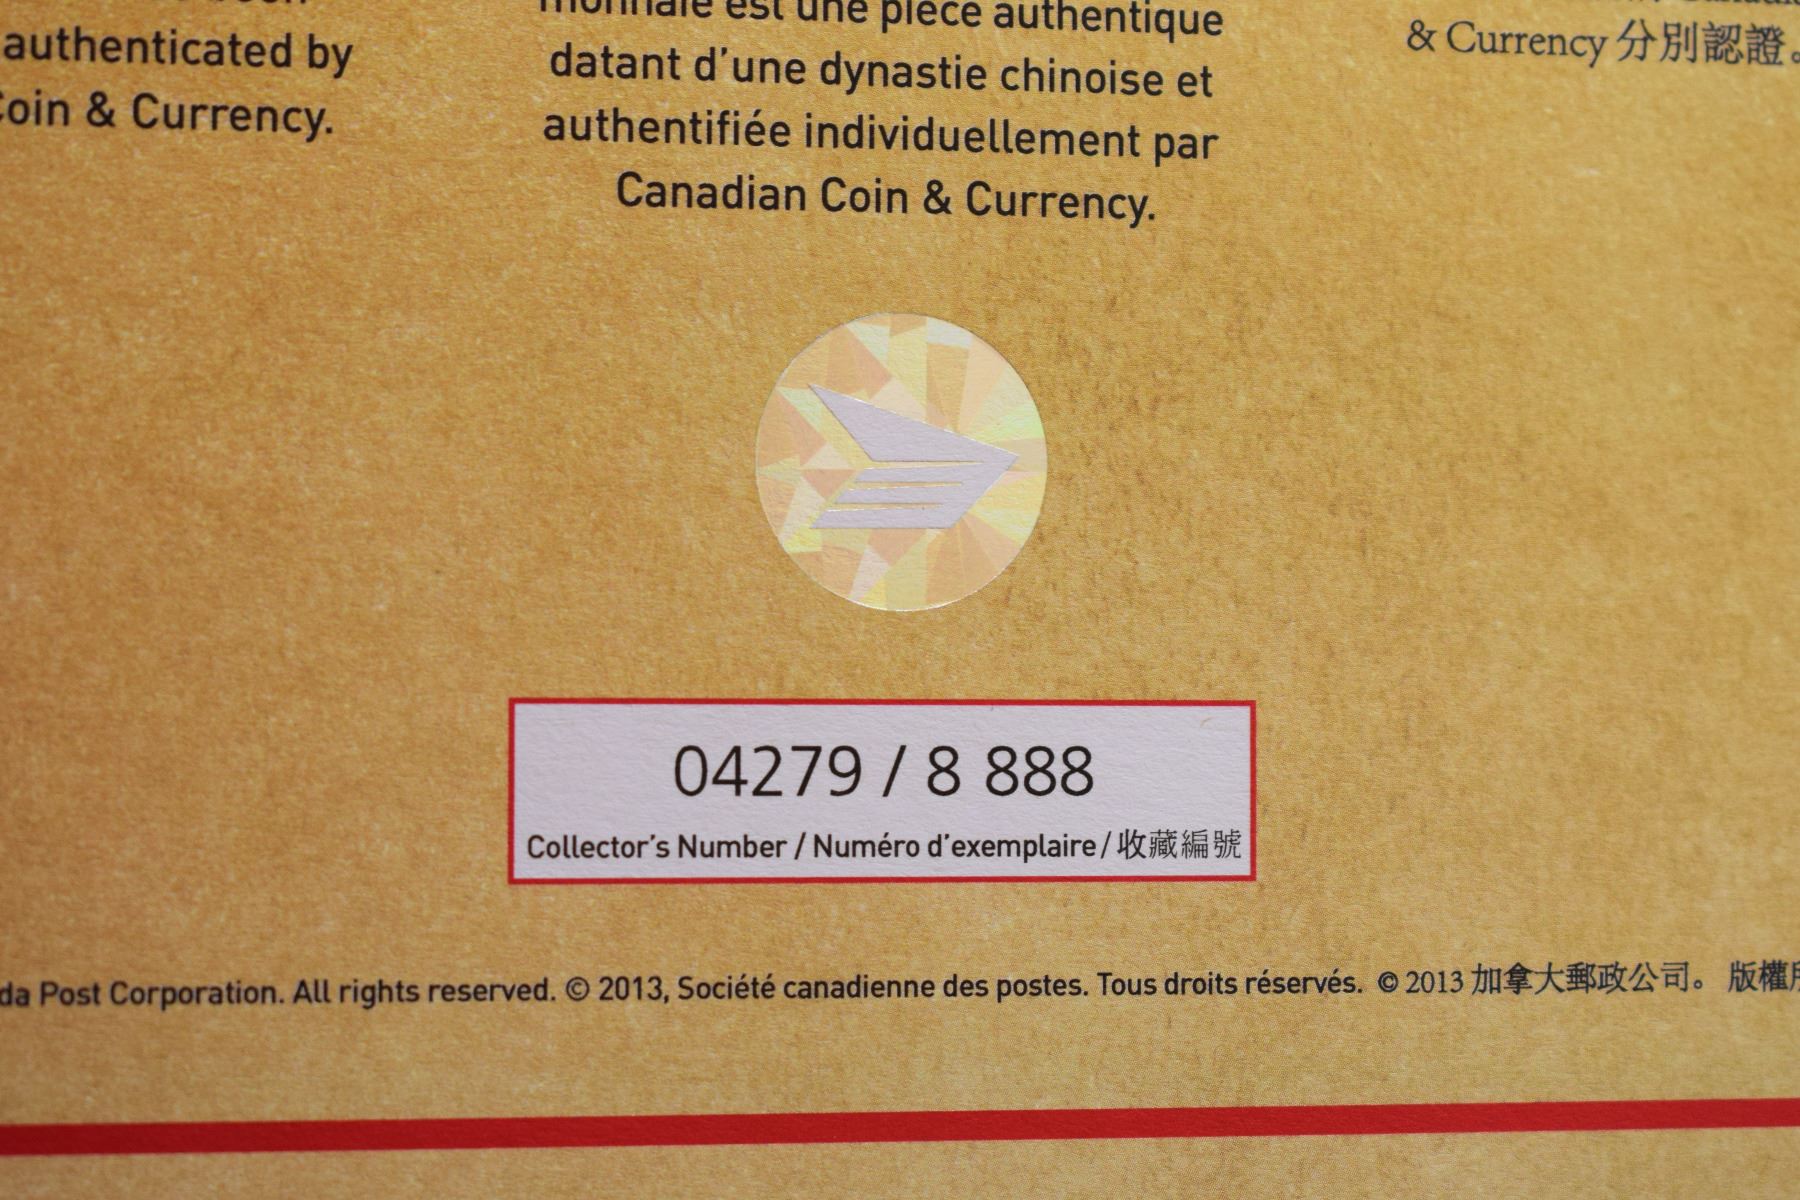 authenticated by
Coin & Currency.
monnaie est une pièce authentique
datant d'une dynastie chinoise et
authentifiée individuellement par
Canadian Coin & Currency.
& Currency 分別認證。
04279 / 8 888
Collector's Number / Numéro d'exemplaire / 收藏編號
da Post Corporation. All rights reserved. © 2013, Société canadienne des postes. Tous droits réservés. © 2013 加拿大郵政公司。 版權